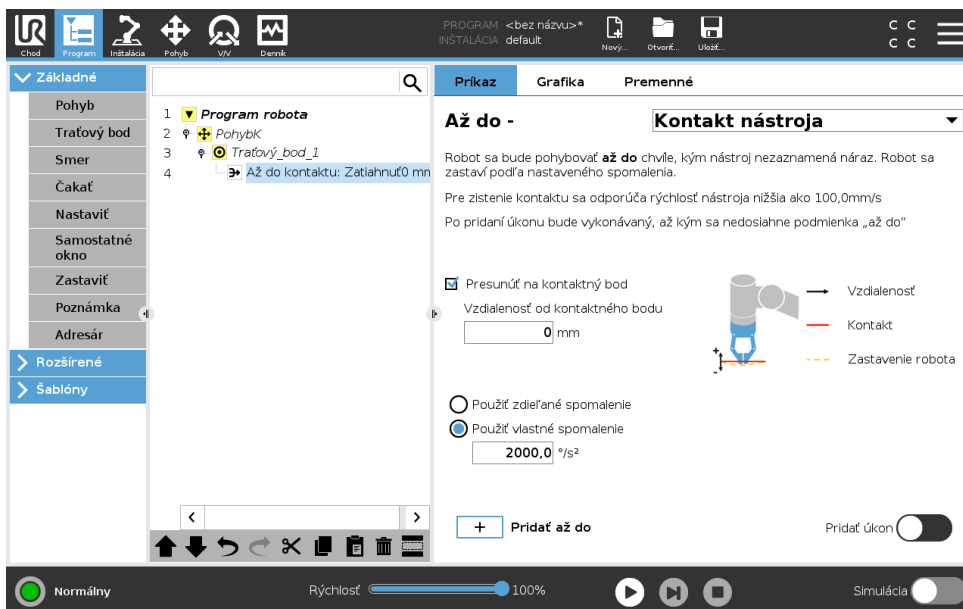 PROGRAM <bez názvu>*
INŠTALÁCIA default
Chod
Program
Inštalácia
Pohyb
V/V
Denník
Nový...
Otvoriť...
Uložiť...
C C
C C
Základné
Pohyb
Traťový bod
Smer
Čakať
Nastaviť
Samostatné
okno
Zastaviť
Poznámka
Adresár
Rozšírené
Šablóny
1 Program robota
2 PohybK
3 Traťový_bod_1
4 Až do kontaktu: Zatiahnuť0 mm
Príkaz Grafika Premenné
Až do - Kontakt nástroja
Robot sa bude pohybovať až do chvíle, kým nástroj nezaznamená náraz. Robot sa
zastaví podľa nastaveného spomalenia.
Pre zistenie kontaktu sa odporúča rýchlosť nástroja nižšia ako 100,0mm/s
Po pridaní úkonu bude vykonávaný, až kým sa nedosiahne podmienka „až do“
Presunúť na kontaktný bod
Vzdialenosť od kontaktného bodu
0 mm
Vzdialenosť
Kontakt
Zastavenie robota
Použiť zdieľané spomalenie
Použiť vlastné spomalenie
2000,0 °/s²
+ Pridať až do
Pridať úkon
Normálny
Rýchlosť 100%
Simulácia